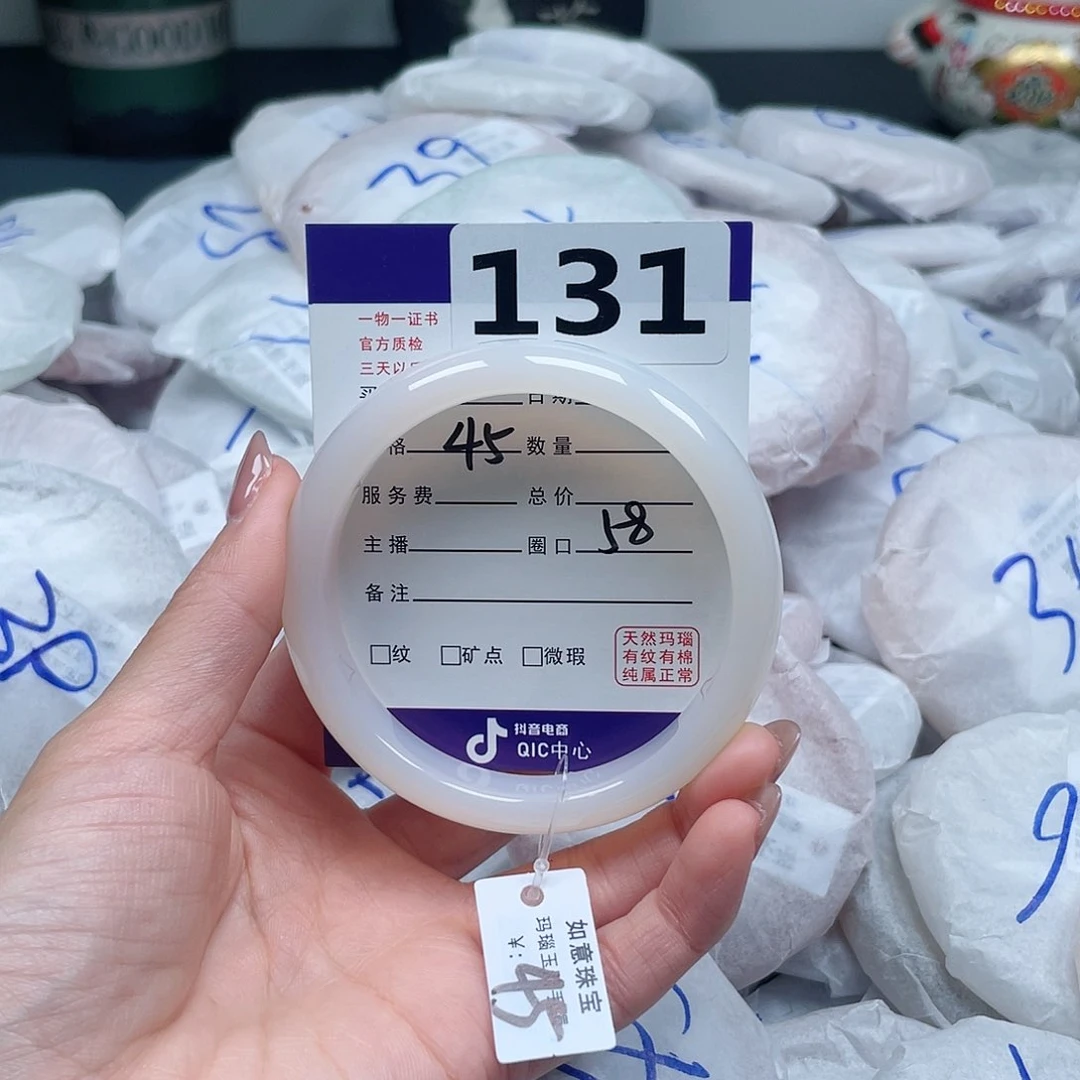 39
131
一物一证书
官方质检
三天以
日期
格 45 数量
服务费 总价
主播 圈口 58
备注
□纹 □矿点 □微瑕
天然玛瑙
有纹有棉
纯属正常
抖音电商
QIC中心
如意珠宝
玛瑙玉
45
9